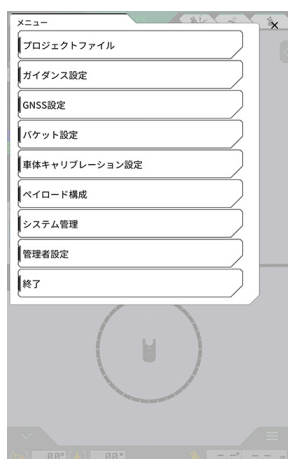 メニュー
プロジェクトファイル
ガイダンス設定
GNSS設定
バケット設定
車体キャリブレーション設定
ペイロード構成
システム管理
管理者設定
終了